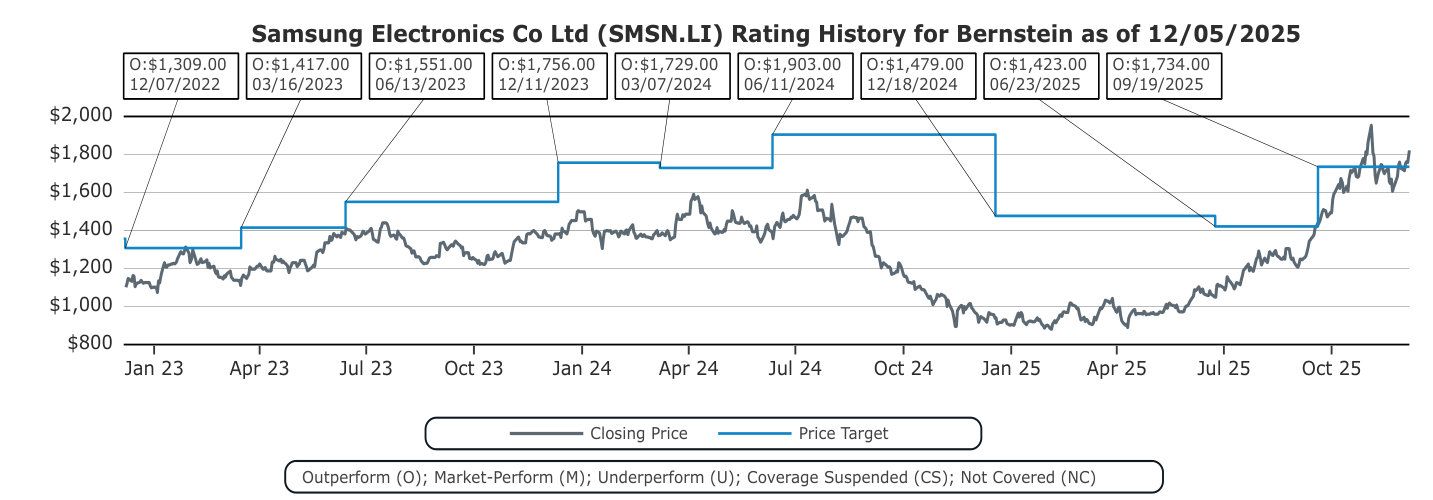 Samsung Electronics Co Ltd (SMSN.LI) Rating History for Bernstein as of 12/05/2025
O:$1,309.00
12/07/2022
O:$1,417.00
03/16/2023
O:$1,551.00
06/13/2023
O:$1,756.00
12/11/2023
O:$1,729.00
03/07/2024
O:$1,903.00
06/11/2024
O:$1,479.00
12/18/2024
O:$1,423.00
06/23/2025
O:$1,734.00
09/19/2025
$2,000
$1,800
$1,600
$1,400
$1,200
$1,000
$800
Jan 23
Apr 23
Jul 23
Oct 23
Jan 24
Apr 24
Jul 24
Oct 24
Jan 25
Apr 25
Jul 25
Oct 25
Closing Price
Price Target
Outperform (O); Market-Perform (M); Underperform (U); Coverage Suspended (CS); Not Covered (NC)